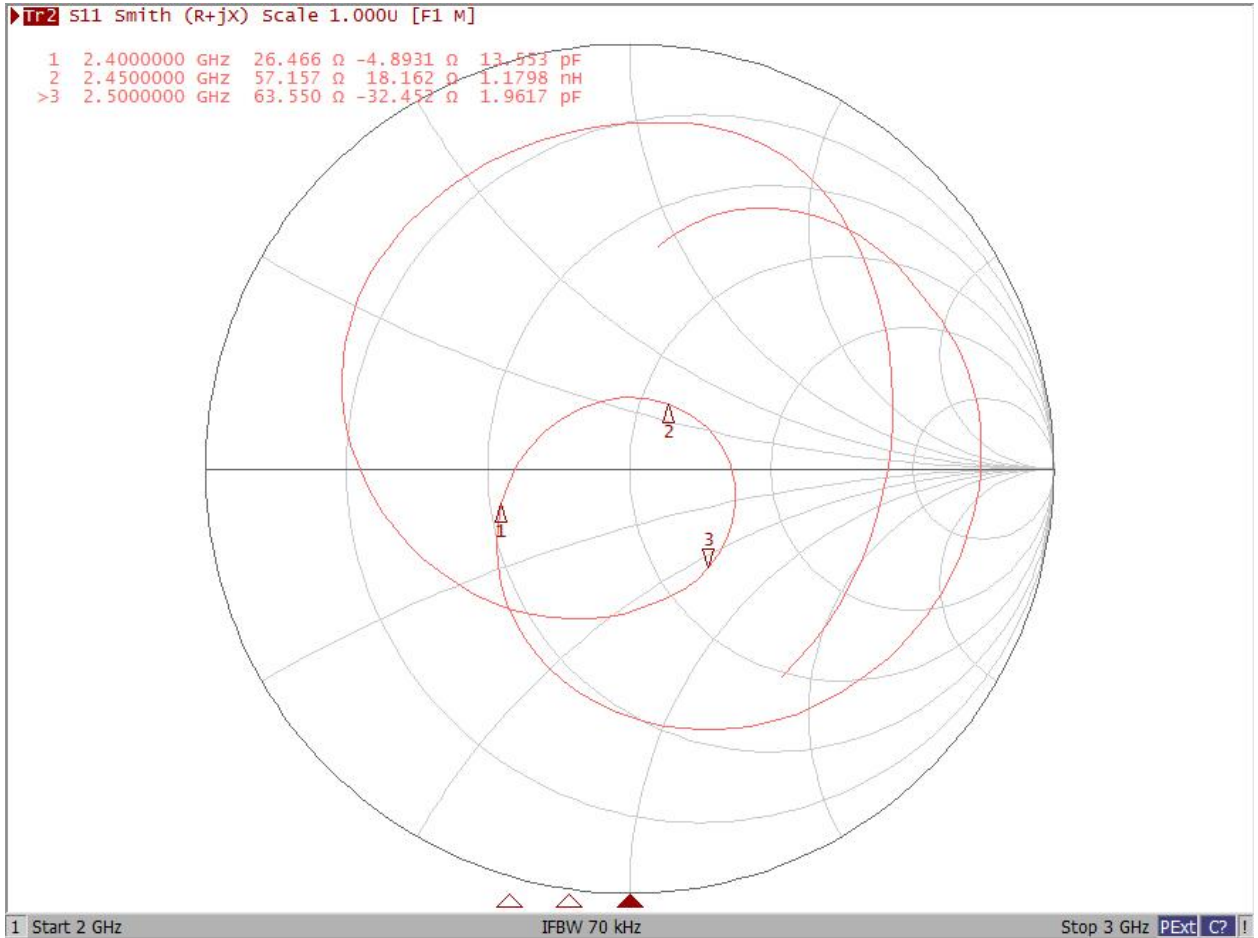 Tr2 S11 Smith (R+jX) Scale 1.000U [F1 M]
1 2.4000000 GHz 26.466 Ω -4.8931 Ω 13.553 pF
2 2.4500000 GHz 57.157 Ω 18.162 Ω 1.1798 nH
>3 2.5000000 GHz 63.550 Ω -32.452 Ω 1.9617 pF
2
1
3
1 Start 2 GHz IFBW 70 kHz Stop 3 GHz PExt C? !